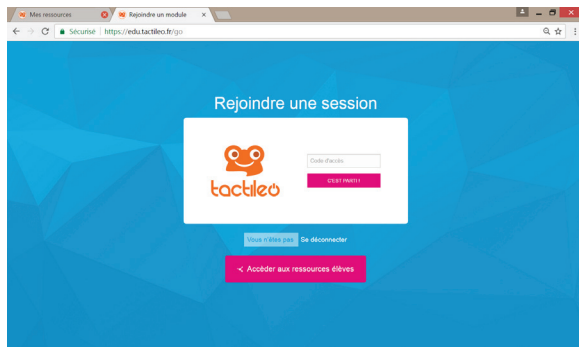 Mes ressources
Rejoindre un module
Sécurisé | https://edu.tactileo.fr/go
Rejoindre une session
tactileo
Code d'accès
C'EST PARTI !
Vous n'êtes pas Se déconnecter
Accéder aux ressources élèves